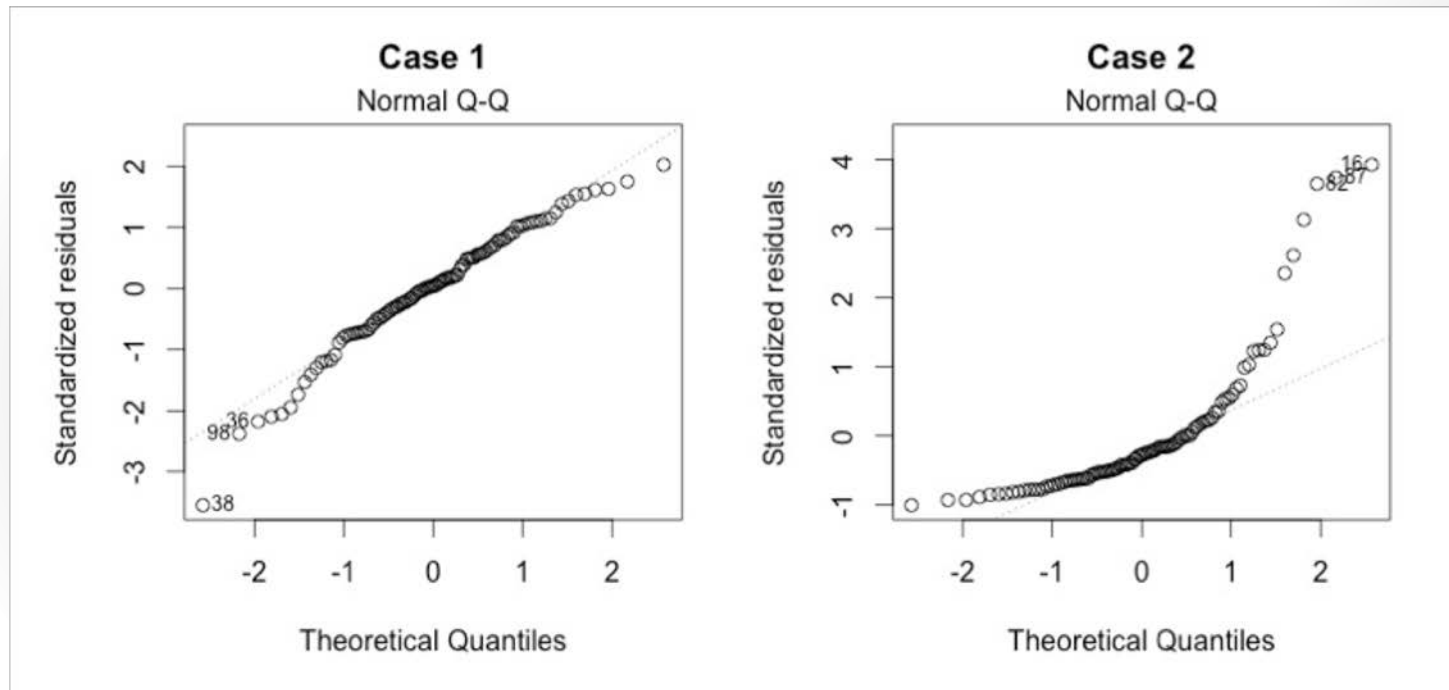 Case 1
Normal Q-Q
Standardized residuals
2
1
0
-1
-2
-3
36
98
38
-2 -1 0 1 2
Theoretical Quantiles
Case 2
Normal Q-Q
Standardized residuals
4
3
2
1
0
-1
16
82 87
-2 -1 0 1 2
Theoretical Quantiles